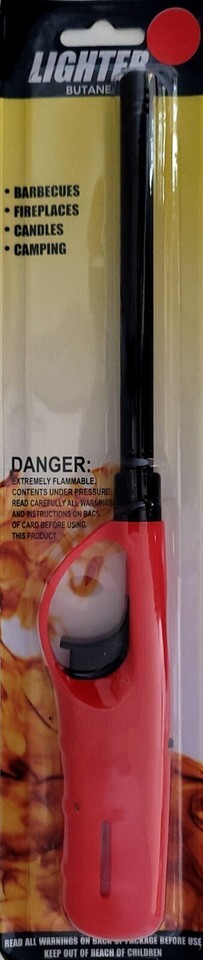 LIGHTER
BUTANE
• BARBECUES
• FIREPLACES
• CANDLES
• CAMPING
DANGER:
EXTREMELY FLAMMABLE,
CONTENTS UNDER PRESSURE
READ CAREFULLY ALL WARNINGS
AND INSTRUCTIONS ON BACK
OF CARD BEFORE USING
THIS PRODUCT
READ ALL WARNINGS ON BACK OF PACKAGE BEFORE USE
KEEP OUT OF REACH OF CHILDREN